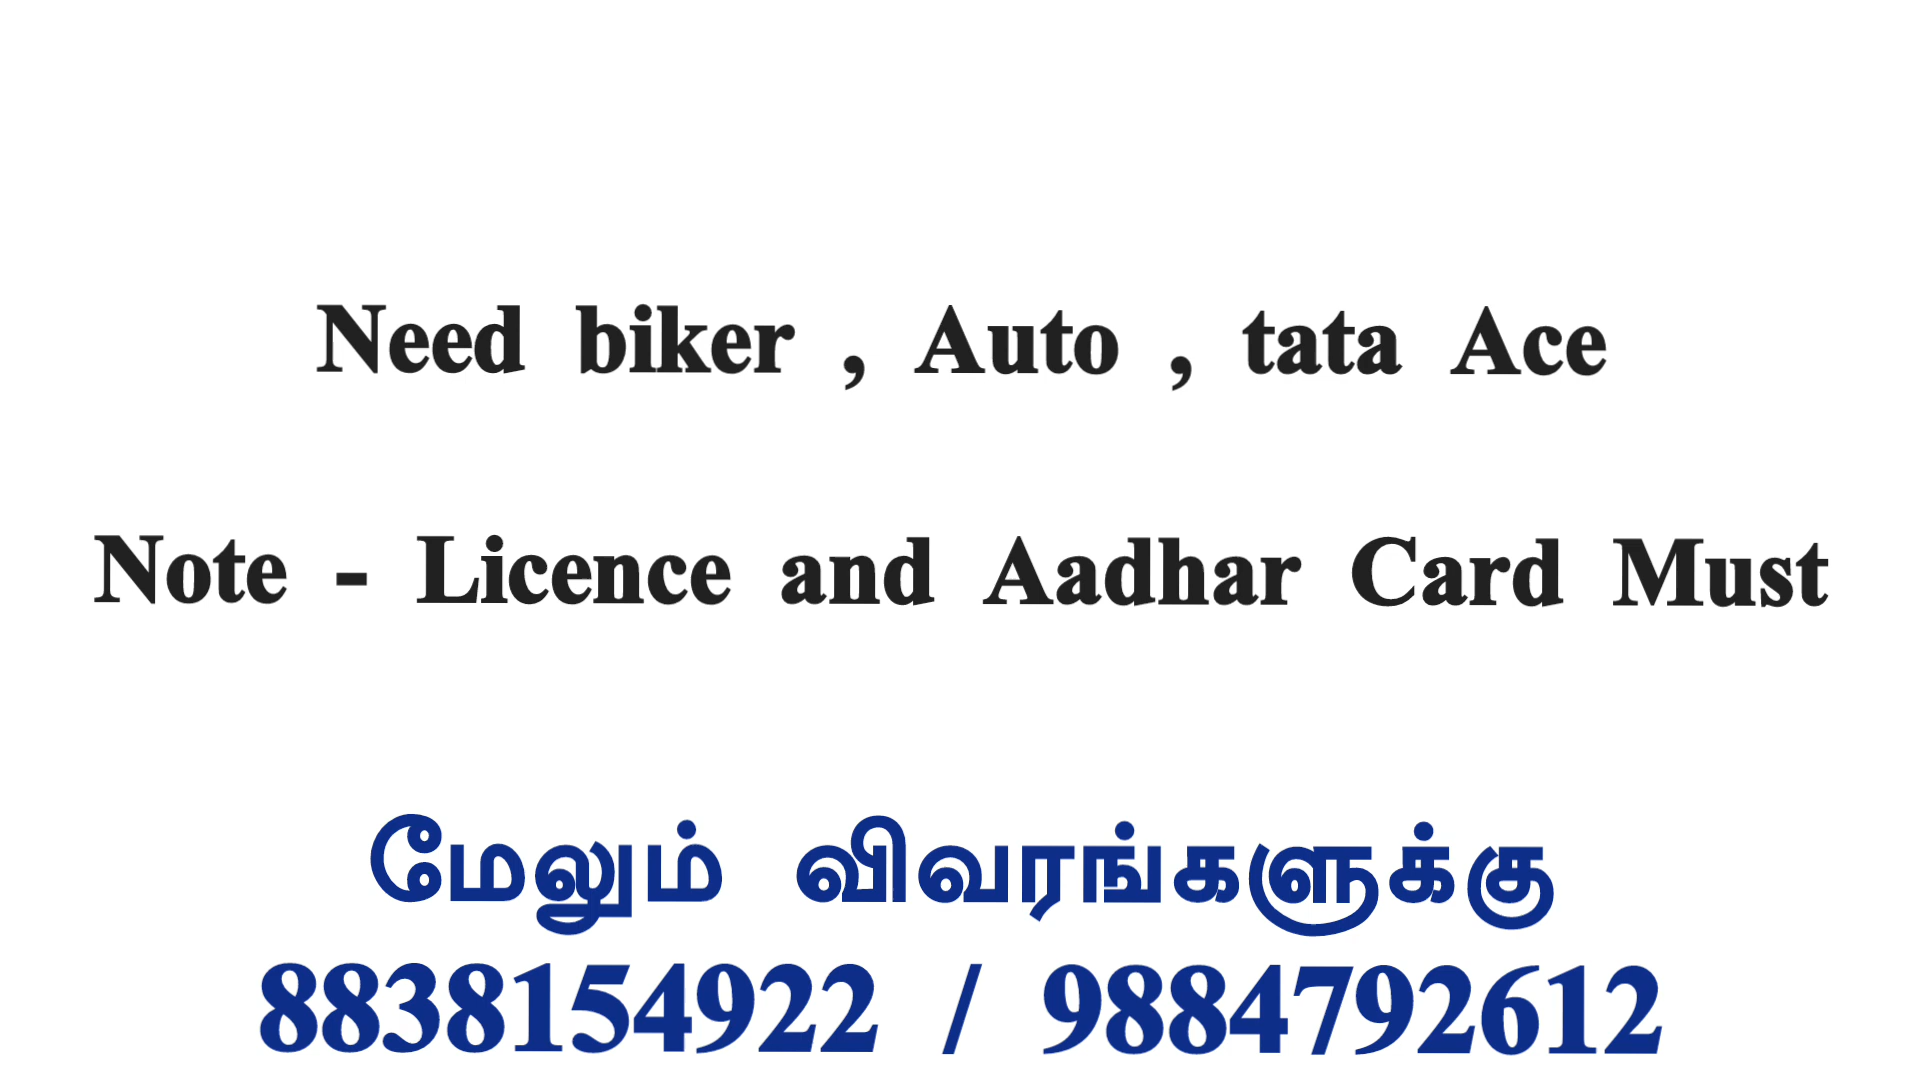 Need biker , Auto , tata Ace
Note - Licence and Aadhar Card Must
மேலும் விவரங்களுக்கு
8838154922 / 9884792612